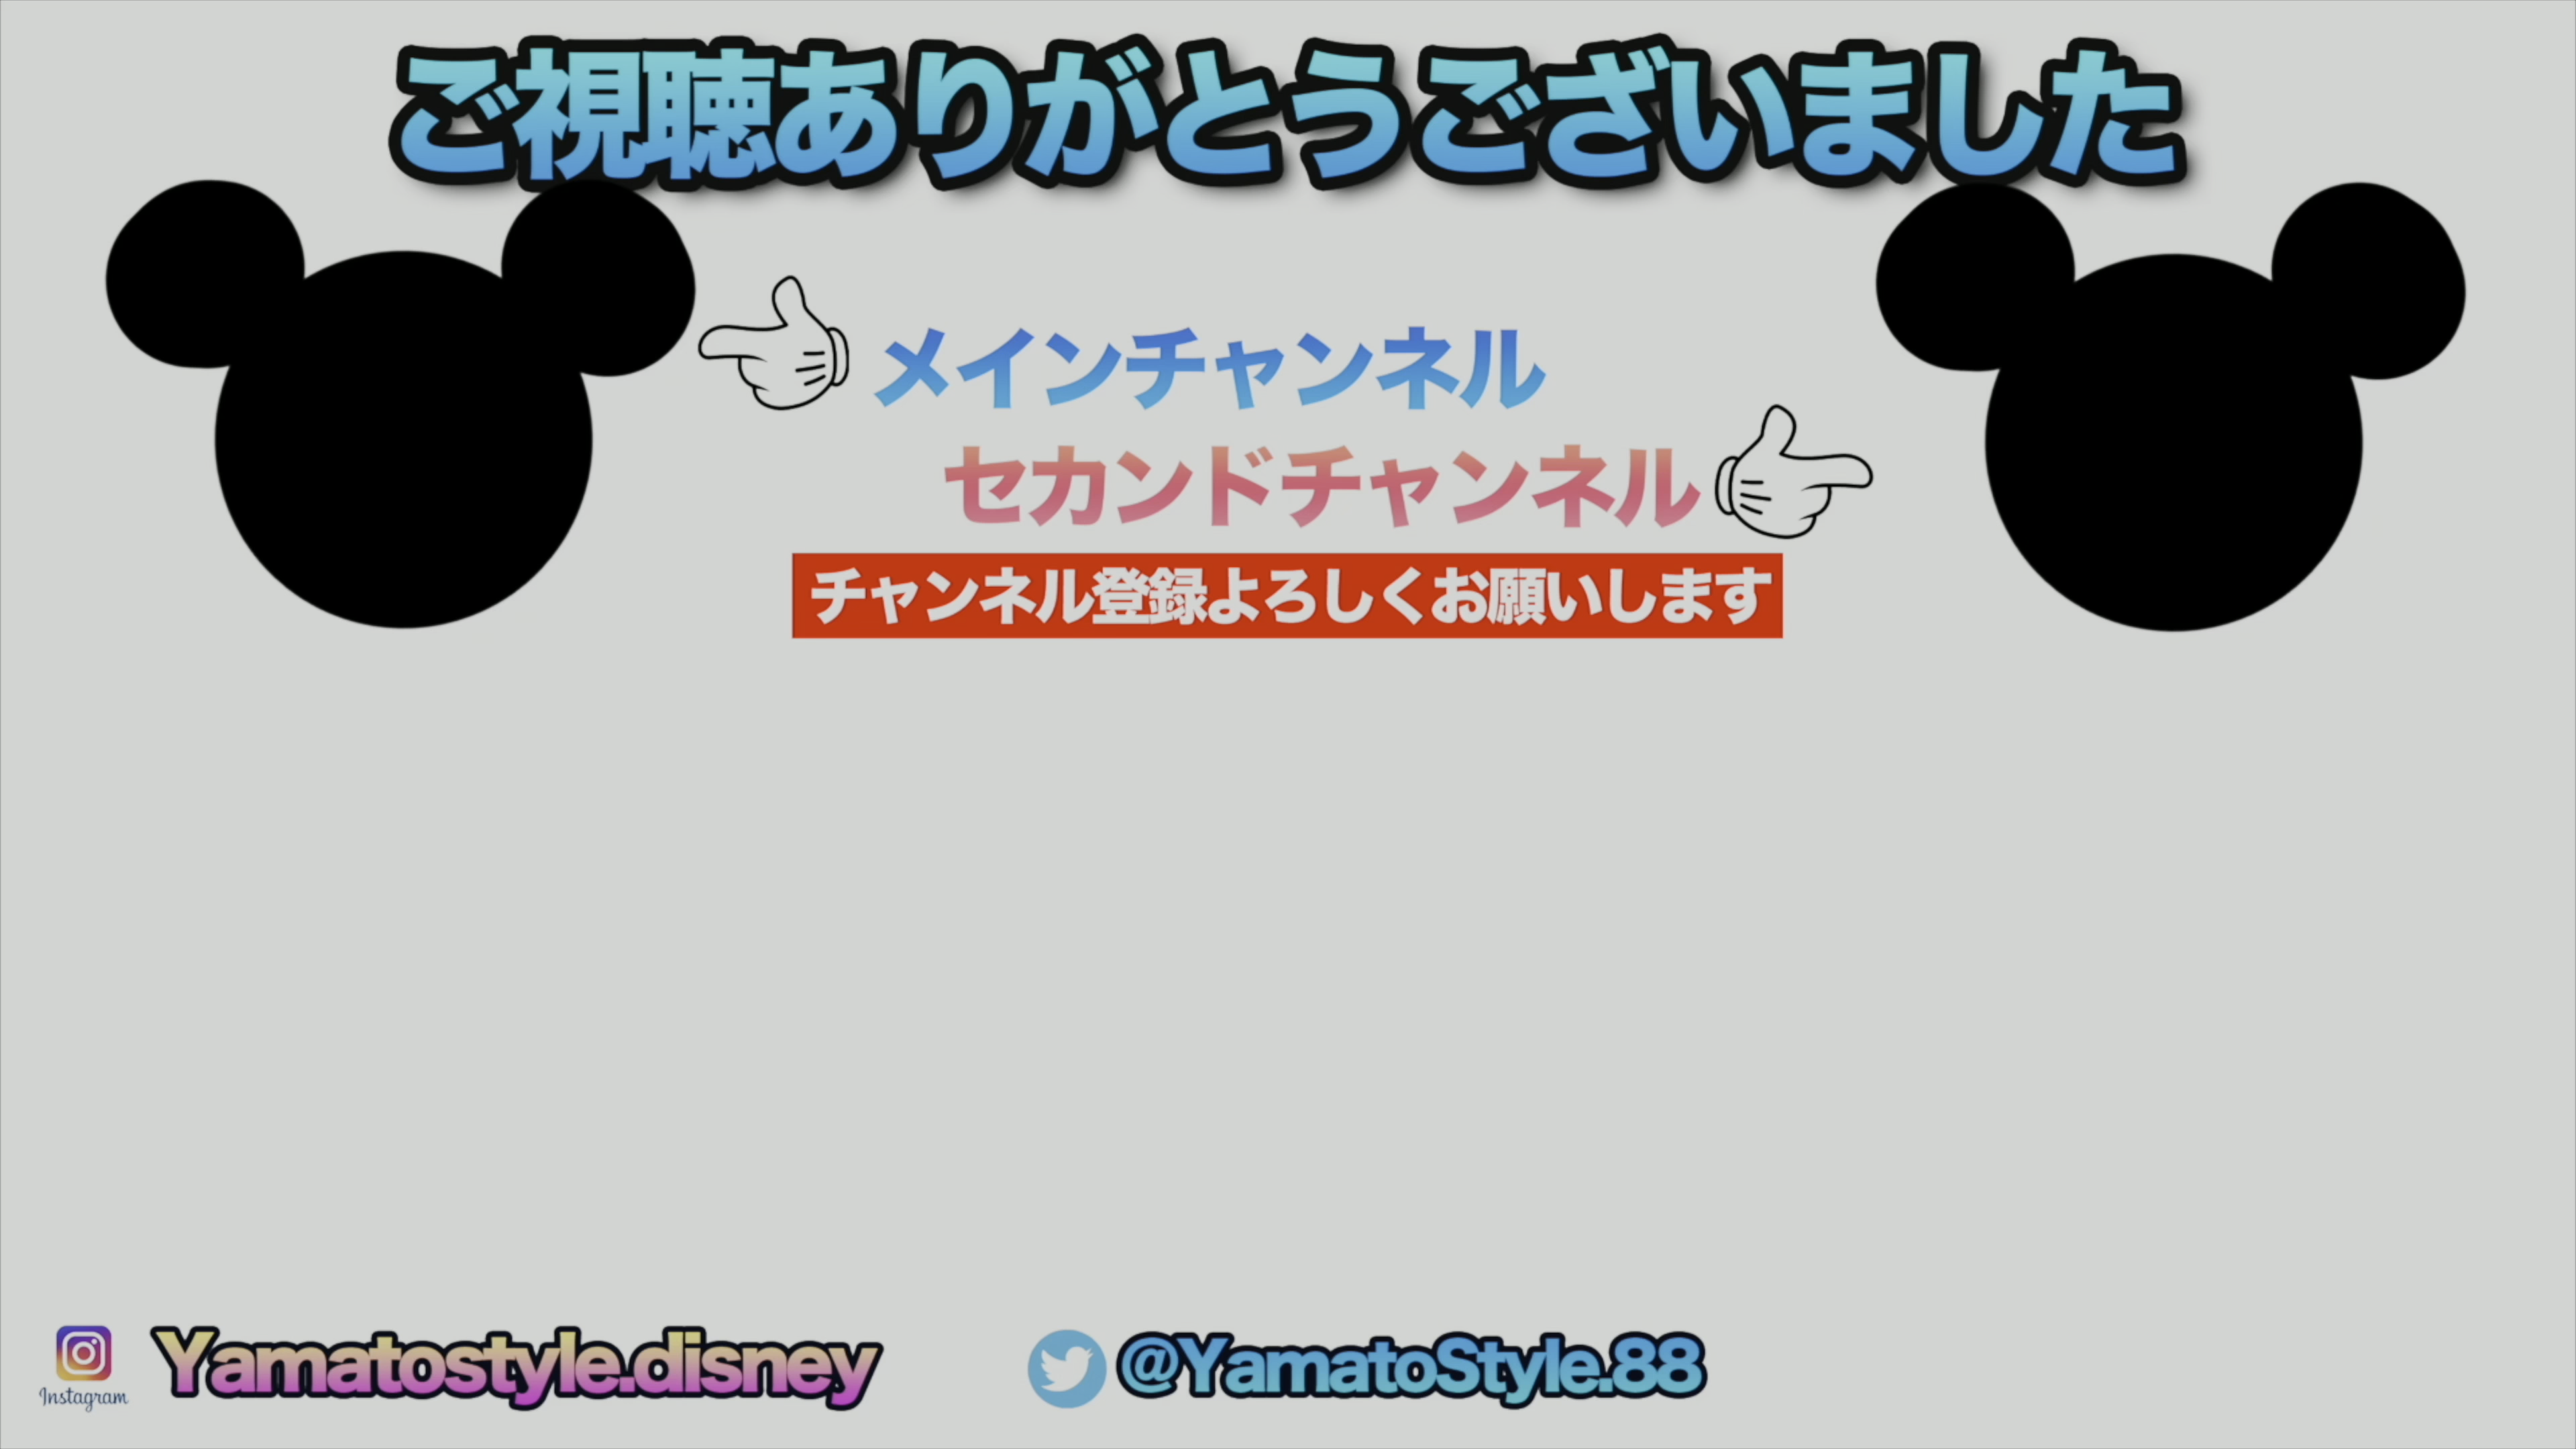 ご視聴ありがとうございました
メインチャンネル
セカンドチャンネル
チャンネル登録よろしくお願いします
Instagram
Yamatostyle.disney
@YamatoStyle.88